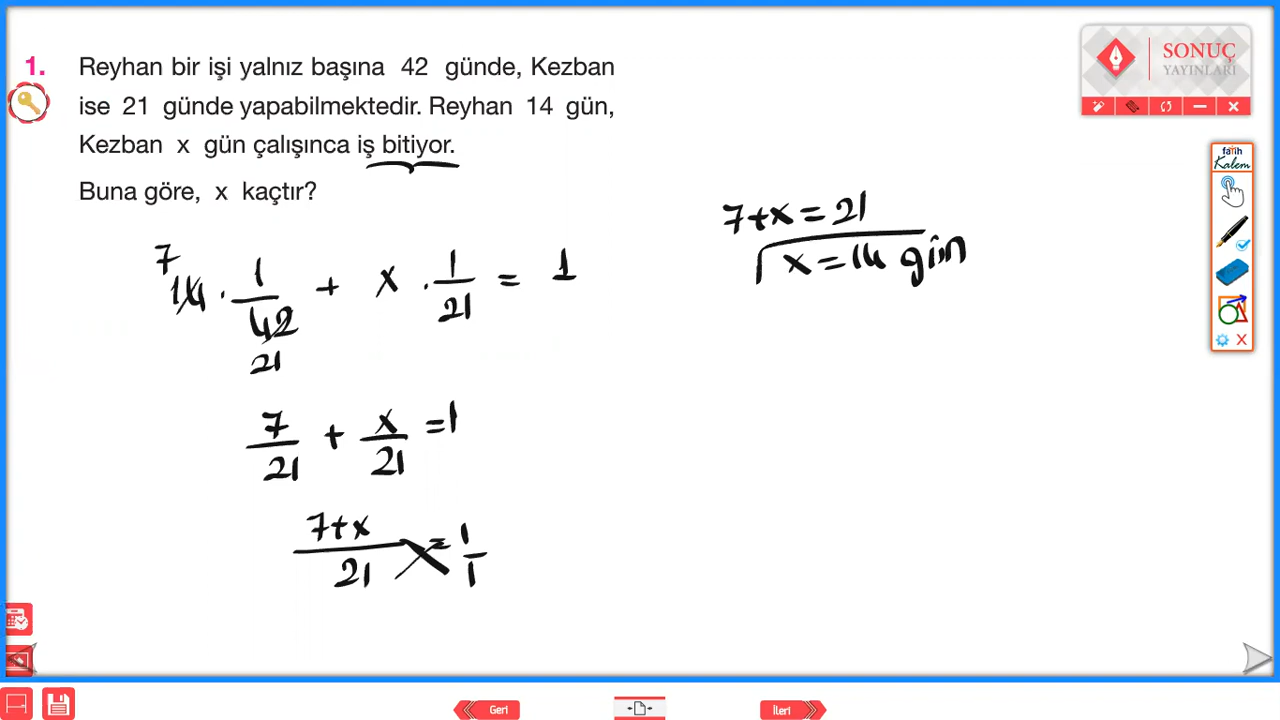 1. Reyhan bir işi yalnız başına 42 günde, Kezban
ise 21 günde yapabilmektedir. Reyhan 14 gün,
Kezban x gün çalışınca iş bitiyor.
Buna göre, x kaçtır?
7
14 · 1/42 + x · 1/21 = 1
21
7/21 + x/21 = 1
7+x/21 = 1/1
7+x = 21
x = 14 gün
SONUÇ
YAYINLARI
fatih
Kalem
Geri
İleri